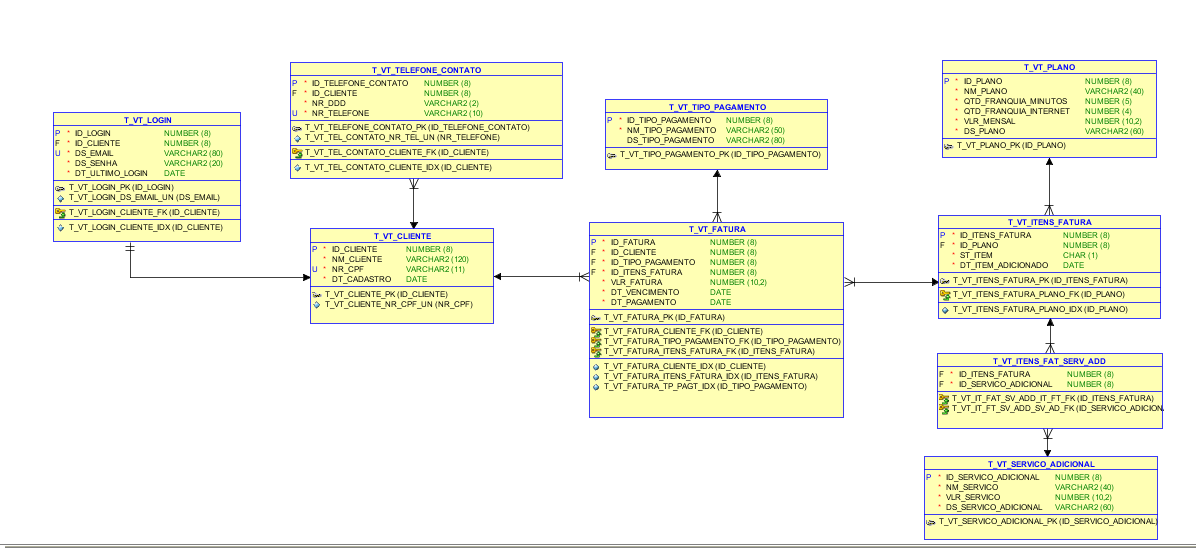 T_VT_LOGIN
P * ID_LOGIN NUMBER (8)
F * ID_CLIENTE NUMBER (8)
U * DS_EMAIL VARCHAR2 (80)
* DS_SENHA VARCHAR2 (20)
* DT_ULTIMO_LOGIN DATE
T_VT_LOGIN_PK (ID_LOGIN)
T_VT_LOGIN_DS_EMAIL_UN (DS_EMAIL)
T_VT_LOGIN_CLIENTE_FK (ID_CLIENTE)
T_VT_LOGIN_CLIENTE_IDX (ID_CLIENTE)
T_VT_TELEFONE_CONTATO
P * ID_TELEFONE_CONTATO NUMBER (8)
F * ID_CLIENTE NUMBER (8)
* NR_DDD VARCHAR2 (2)
U * NR_TELEFONE VARCHAR2 (10)
T_VT_TELEFONE_CONTATO_PK (ID_TELEFONE_CONTATO)
T_VT_TEL_CONTATO_NR_TEL_UN (NR_TELEFONE)
T_VT_TEL_CONTATO_CLIENTE_FK (ID_CLIENTE)
T_VT_TEL_CONTATO_CLIENTE_IDX (ID_CLIENTE)
T_VT_CLIENTE
P * ID_CLIENTE NUMBER (8)
* NM_CLIENTE VARCHAR2 (120)
U * NR_CPF VARCHAR2 (11)
* DT_CADASTRO DATE
T_VT_CLIENTE_PK (ID_CLIENTE)
T_VT_CLIENTE_NR_CPF_UN (NR_CPF)
T_VT_TIPO_PAGAMENTO
P * ID_TIPO_PAGAMENTO NUMBER (8)
* NM_TIPO_PAGAMENTO VARCHAR2 (50)
DS_TIPO_PAGAMENTO VARCHAR2 (80)
T_VT_TIPO_PAGAMENTO_PK (ID_TIPO_PAGAMENTO)
T_VT_FATURA
P * ID_FATURA NUMBER (8)
F * ID_CLIENTE NUMBER (8)
F * ID_TIPO_PAGAMENTO NUMBER (8)
F * ID_ITENS_FATURA NUMBER (8)
* VLR_FATURA NUMBER (10,2)
* DT_VENCIMENTO DATE
* DT_PAGAMENTO DATE
T_VT_FATURA_PK (ID_FATURA)
T_VT_FATURA_CLIENTE_FK (ID_CLIENTE)
T_VT_FATURA_TIPO_PAGAMENTO_FK (ID_TIPO_PAGAMENTO)
T_VT_FATURA_ITENS_FATURA_FK (ID_ITENS_FATURA)
T_VT_FATURA_CLIENTE_IDX (ID_CLIENTE)
T_VT_FATURA_ITENS_FATURA_IDX (ID_ITENS_FATURA)
T_VT_FATURA_TP_PAGT_IDX (ID_TIPO_PAGAMENTO)
T_VT_PLANO
P * ID_PLANO NUMBER (8)
* NM_PLANO VARCHAR2 (40)
* QTD_FRANQUIA_MINUTOS NUMBER (5)
* QTD_FRANQUIA_INTERNET NUMBER (4)
* VLR_MENSAL NUMBER (10,2)
* DS_PLANO VARCHAR2 (60)
T_VT_PLANO_PK (ID_PLANO)
T_VT_ITENS_FATURA
P * ID_ITENS_FATURA NUMBER (8)
F * ID_PLANO NUMBER (8)
* ST_ITEM CHAR (1)
* DT_ITEM_ADICIONADO DATE
T_VT_ITENS_FATURA_PK (ID_ITENS_FATURA)
T_VT_ITENS_FATURA_PLANO_FK (ID_PLANO)
T_VT_ITENS_FATURA_PLANO_IDX (ID_PLANO)
T_VT_ITENS_FAT_SERV_ADD
F * ID_ITENS_FATURA NUMBER (8)
F * ID_SERVICO_ADICIONAL NUMBER (8)
T_VT_IT_FAT_SV_ADD_IT_FT_FK (ID_ITENS_FATURA)
T_VT_IT_FT_SV_ADD_SV_AD_FK (ID_SERVICO_ADICION
T_VT_SERVICO_ADICIONAL
P * ID_SERVICO_ADICIONAL NUMBER (8)
* NM_SERVICO VARCHAR2 (40)
* VLR_SERVICO NUMBER (10,2)
* DS_SERVICO_ADICIONAL VARCHAR2 (60)
T_VT_SERVICO_ADICIONAL_PK (ID_SERVICO_ADICIONAL)